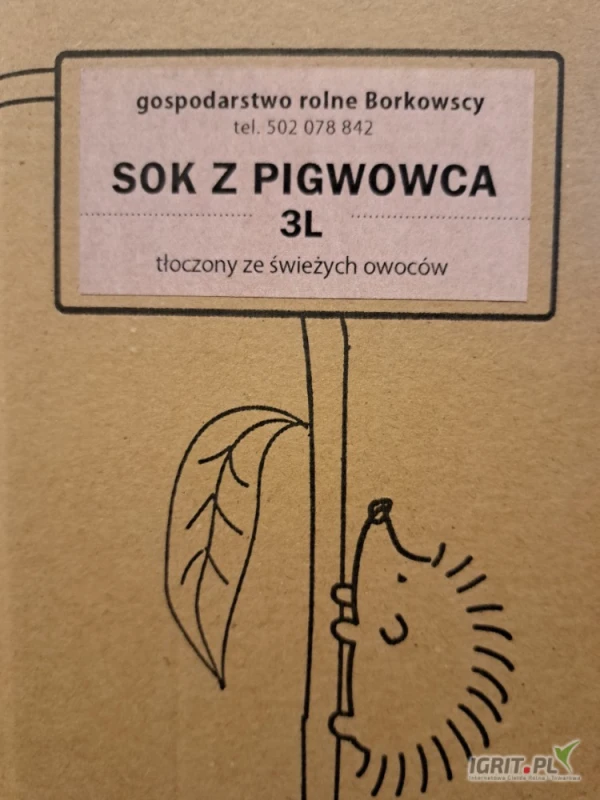 gospodarstwo rolne Borkowscy
tel. 502 078 842
SOK Z PIGWOWCA
3L
tłoczony ze świeżych owoców
IGRIT.PL